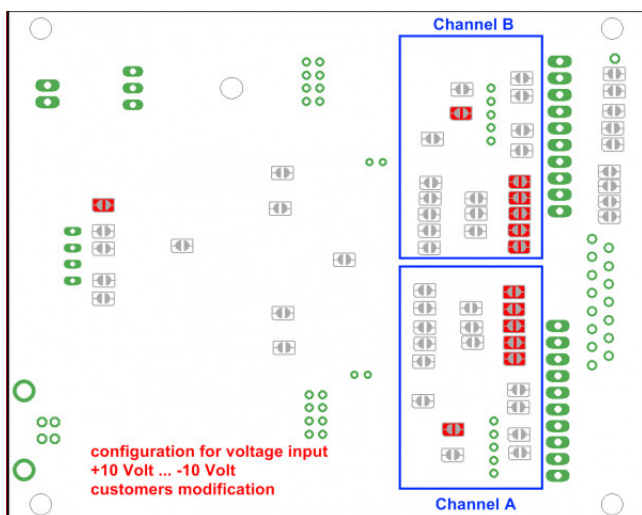 Channel B
configuration for voltage input
+10 Volt ... -10 Volt
customers modification
Channel A